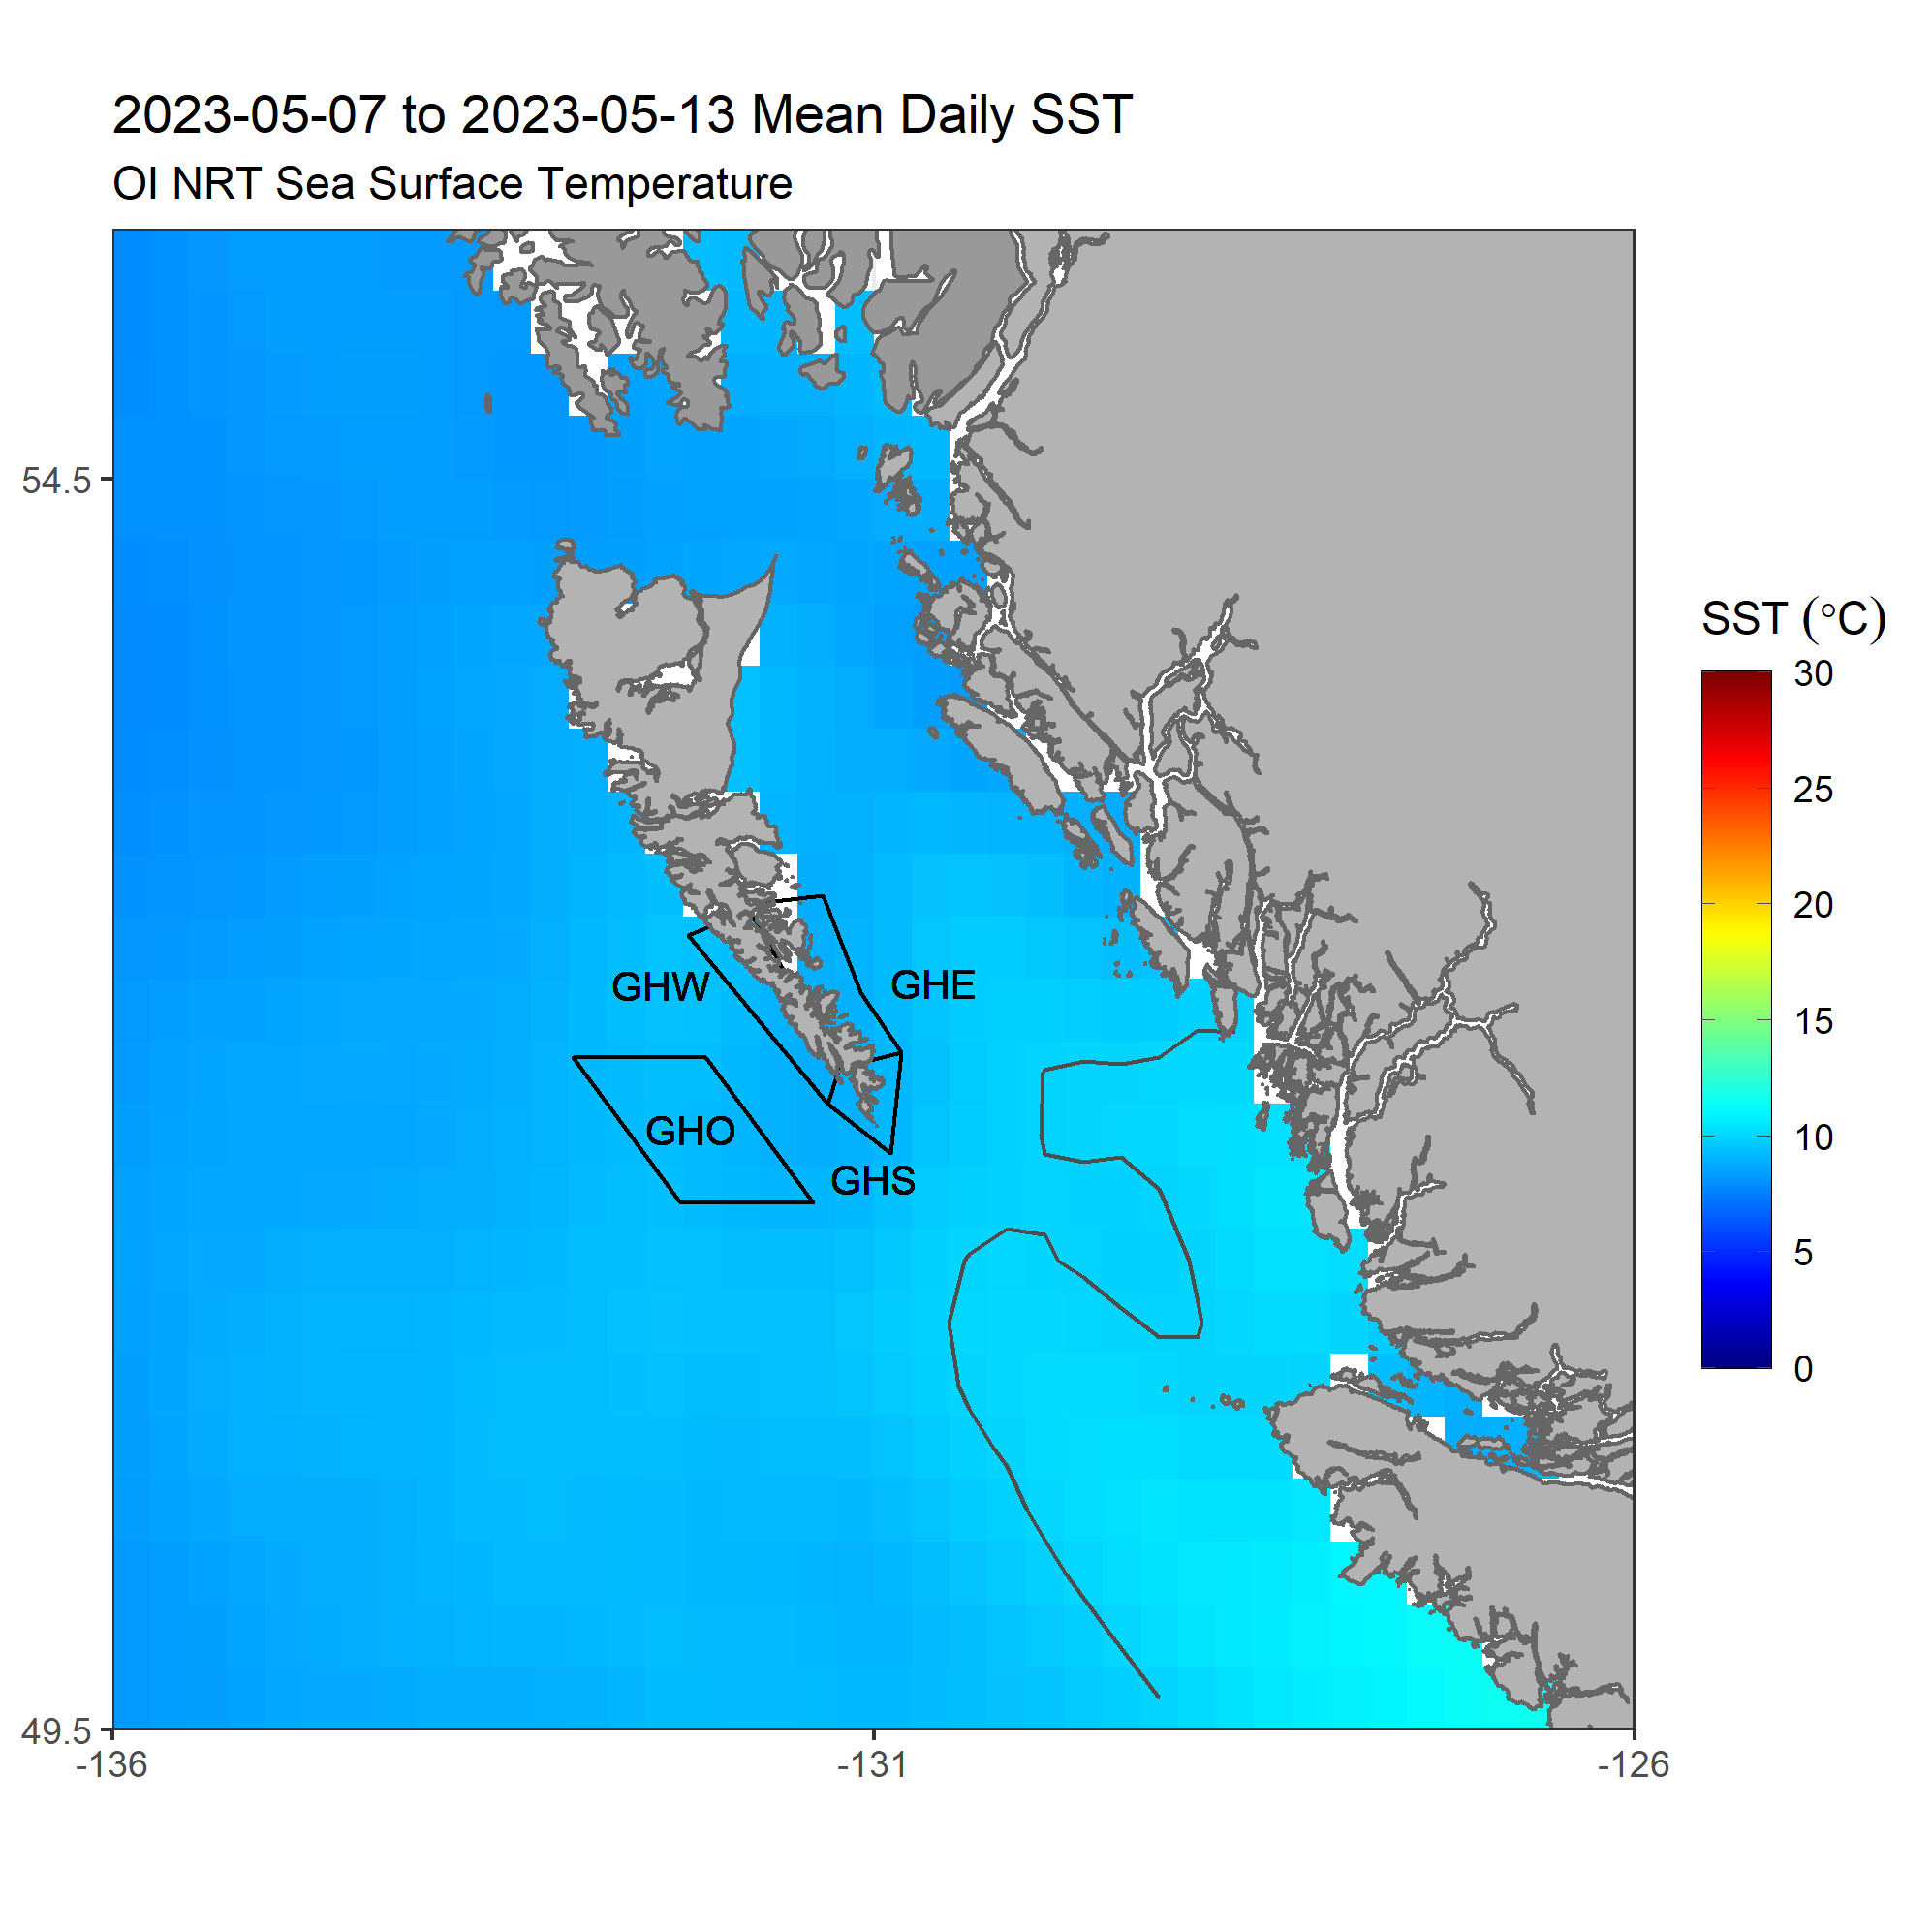 2023-05-07 to 2023-05-13 Mean Daily SST
OI NRT Sea Surface Temperature
54.5
49.5
-136
-131
-126
GHW
GHE
GHO
GHS
SST (°C)
30
25
20
15
10
5
0